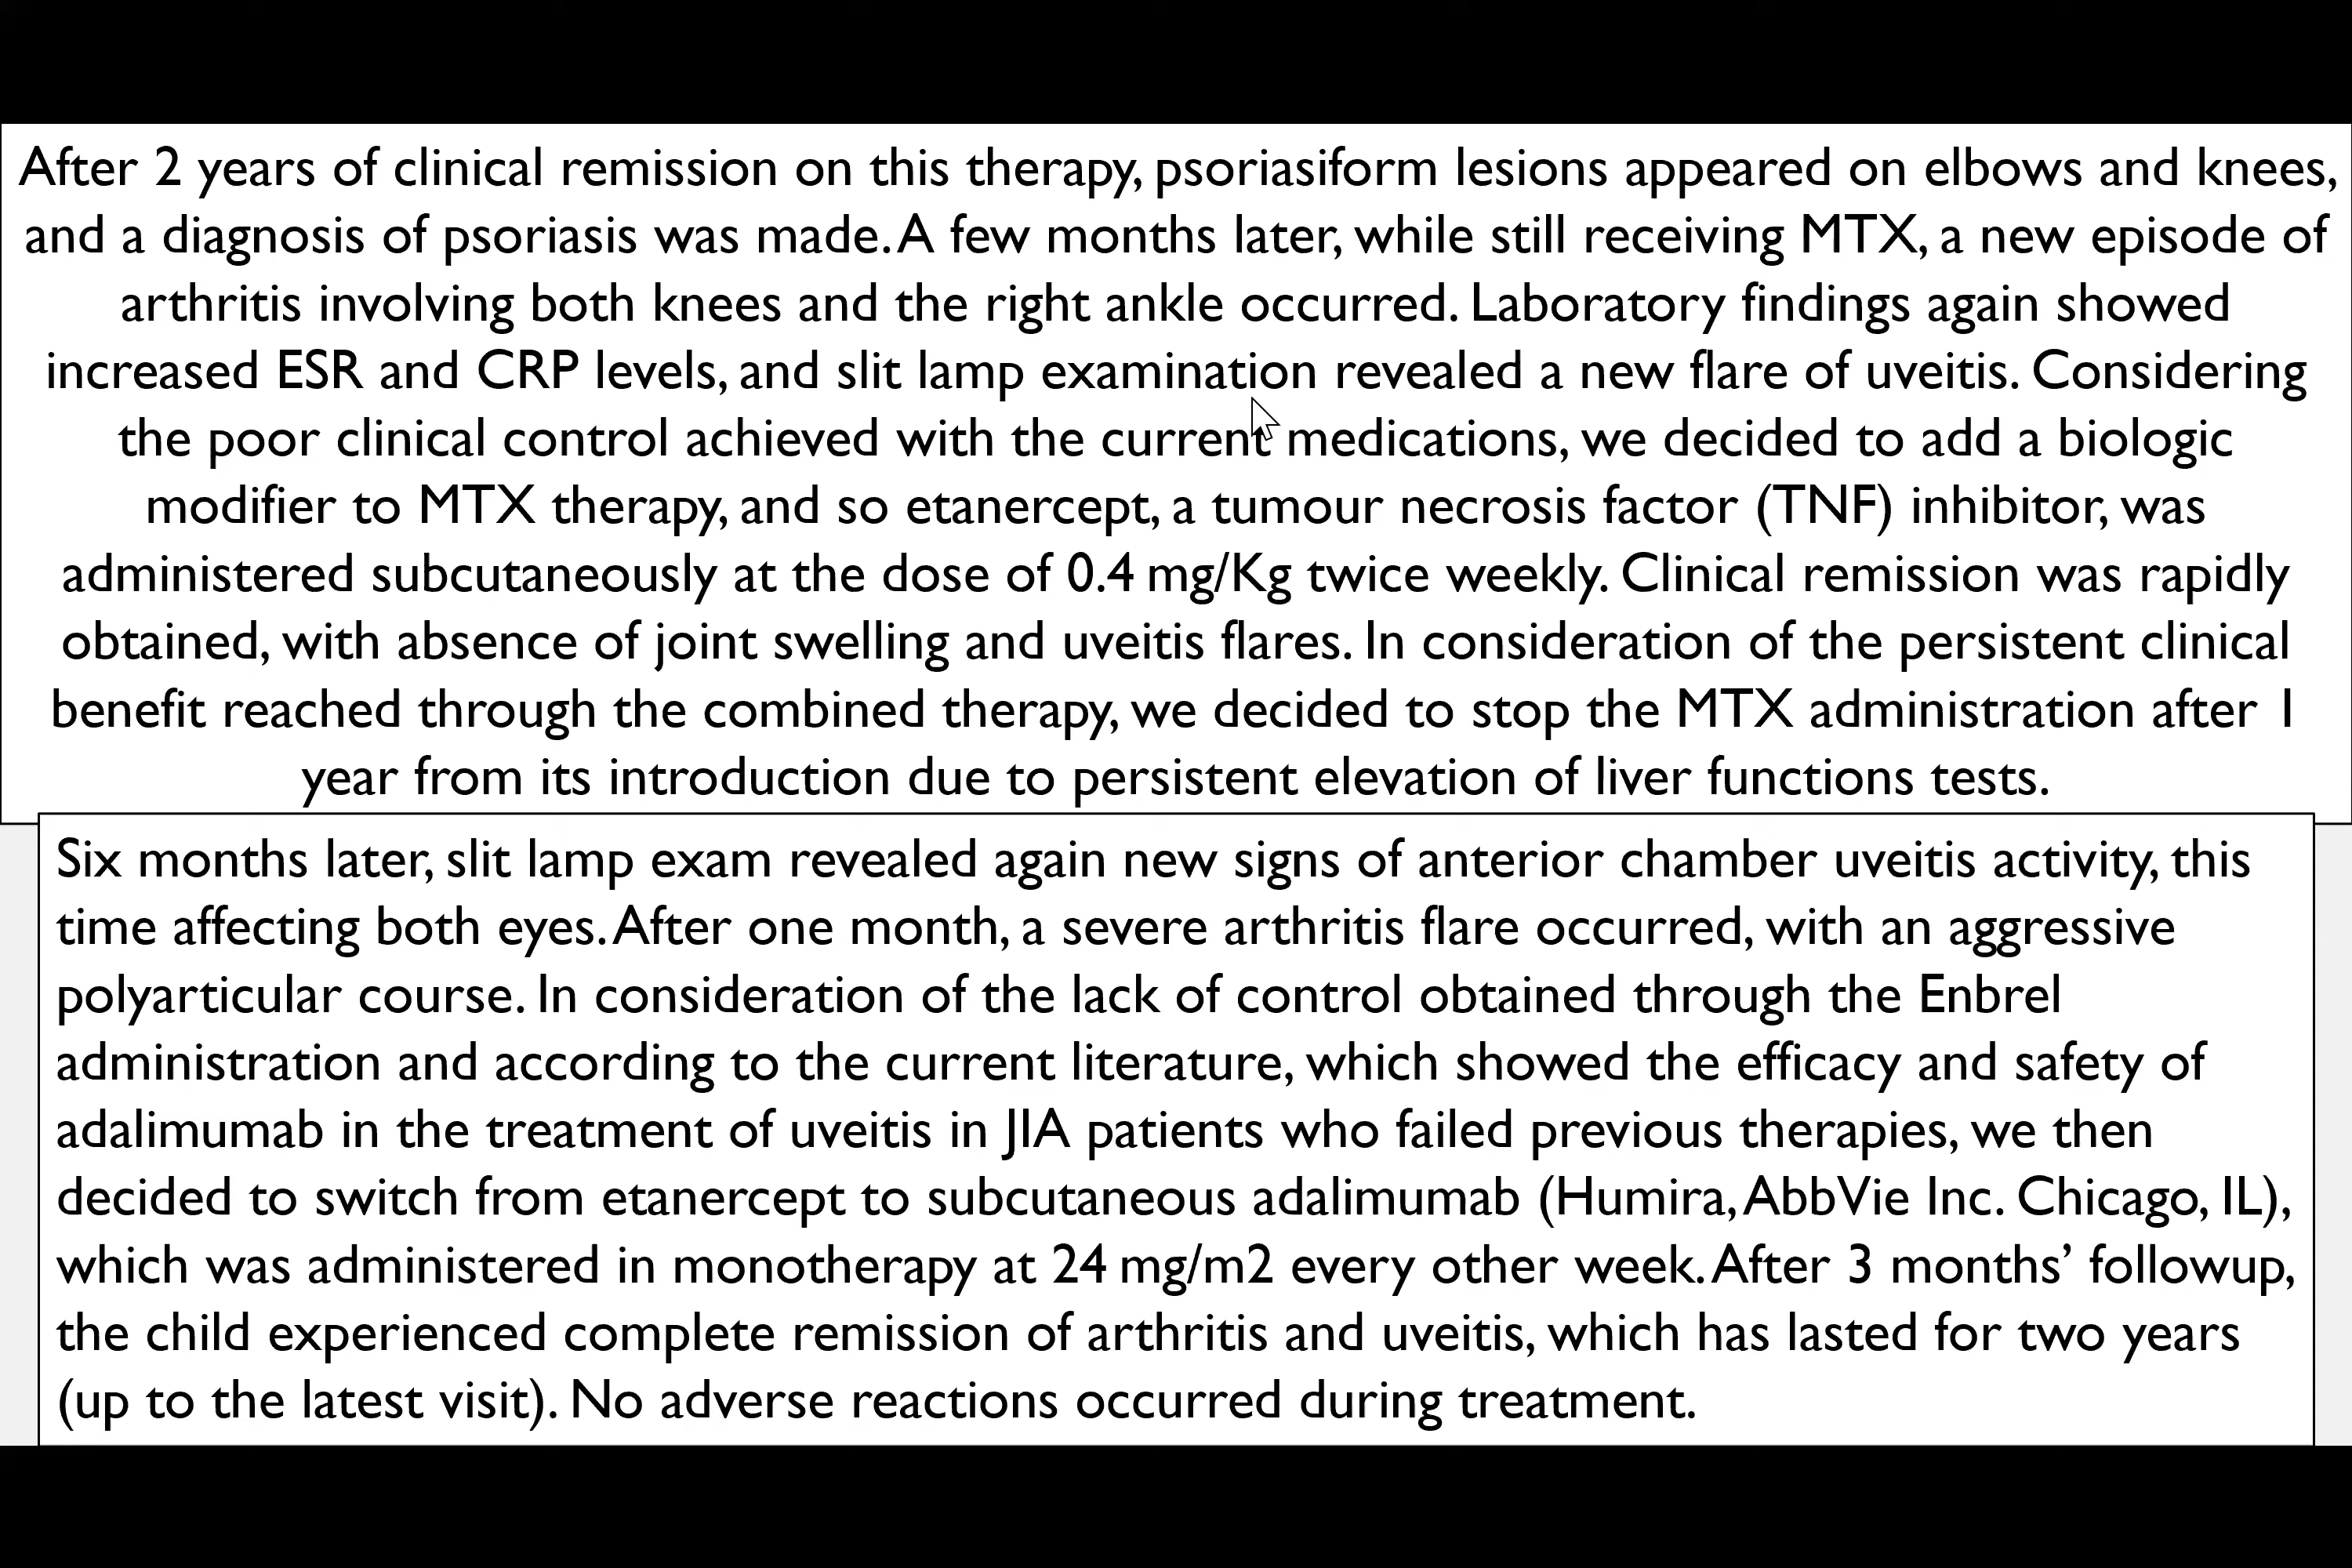 After 2 years of clinical remission on this therapy, psoriasiform lesions appeared on elbows and knees,
and a diagnosis of psoriasis was made. A few months later, while still receiving MTX, a new episode of
arthritis involving both knees and the right ankle occurred. Laboratory findings again showed
increased ESR and CRP levels, and slit lamp examination revealed a new flare of uveitis. Considering
the poor clinical control achieved with the current medications, we decided to add a biologic
modifier to MTX therapy, and so etanercept, a tumour necrosis factor (TNF) inhibitor, was
administered subcutaneously at the dose of 0.4 mg/Kg twice weekly. Clinical remission was rapidly
obtained, with absence of joint swelling and uveitis flares. In consideration of the persistent clinical
benefit reached through the combined therapy, we decided to stop the MTX administration after 1
year from its introduction due to persistent elevation of liver functions tests.
Six months later, slit lamp exam revealed again new signs of anterior chamber uveitis activity, this
time affecting both eyes. After one month, a severe arthritis flare occurred, with an aggressive
polyarticular course. In consideration of the lack of control obtained through the Enbrel
administration and according to the current literature, which showed the efficacy and safety of
adalimumab in the treatment of uveitis in JIA patients who failed previous therapies, we then
decided to switch from etanercept to subcutaneous adalimumab (Humira, AbbVie Inc. Chicago, IL),
which was administered in monotherapy at 24 mg/m2 every other week. After 3 months’ followup,
the child experienced complete remission of arthritis and uveitis, which has lasted for two years
(up to the latest visit). No adverse reactions occurred during treatment.